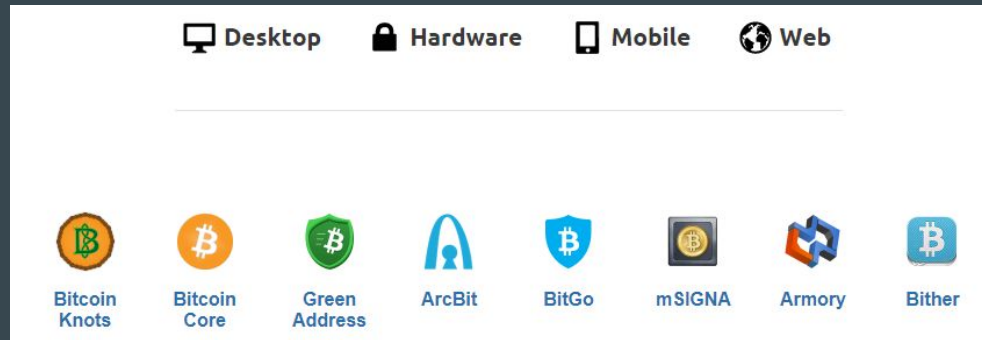 Desktop Hardware Mobile Web
Bitcoin Knots
Bitcoin Core
Green Address
ArcBit
BitGo
mSIGNA
Armory
Bither